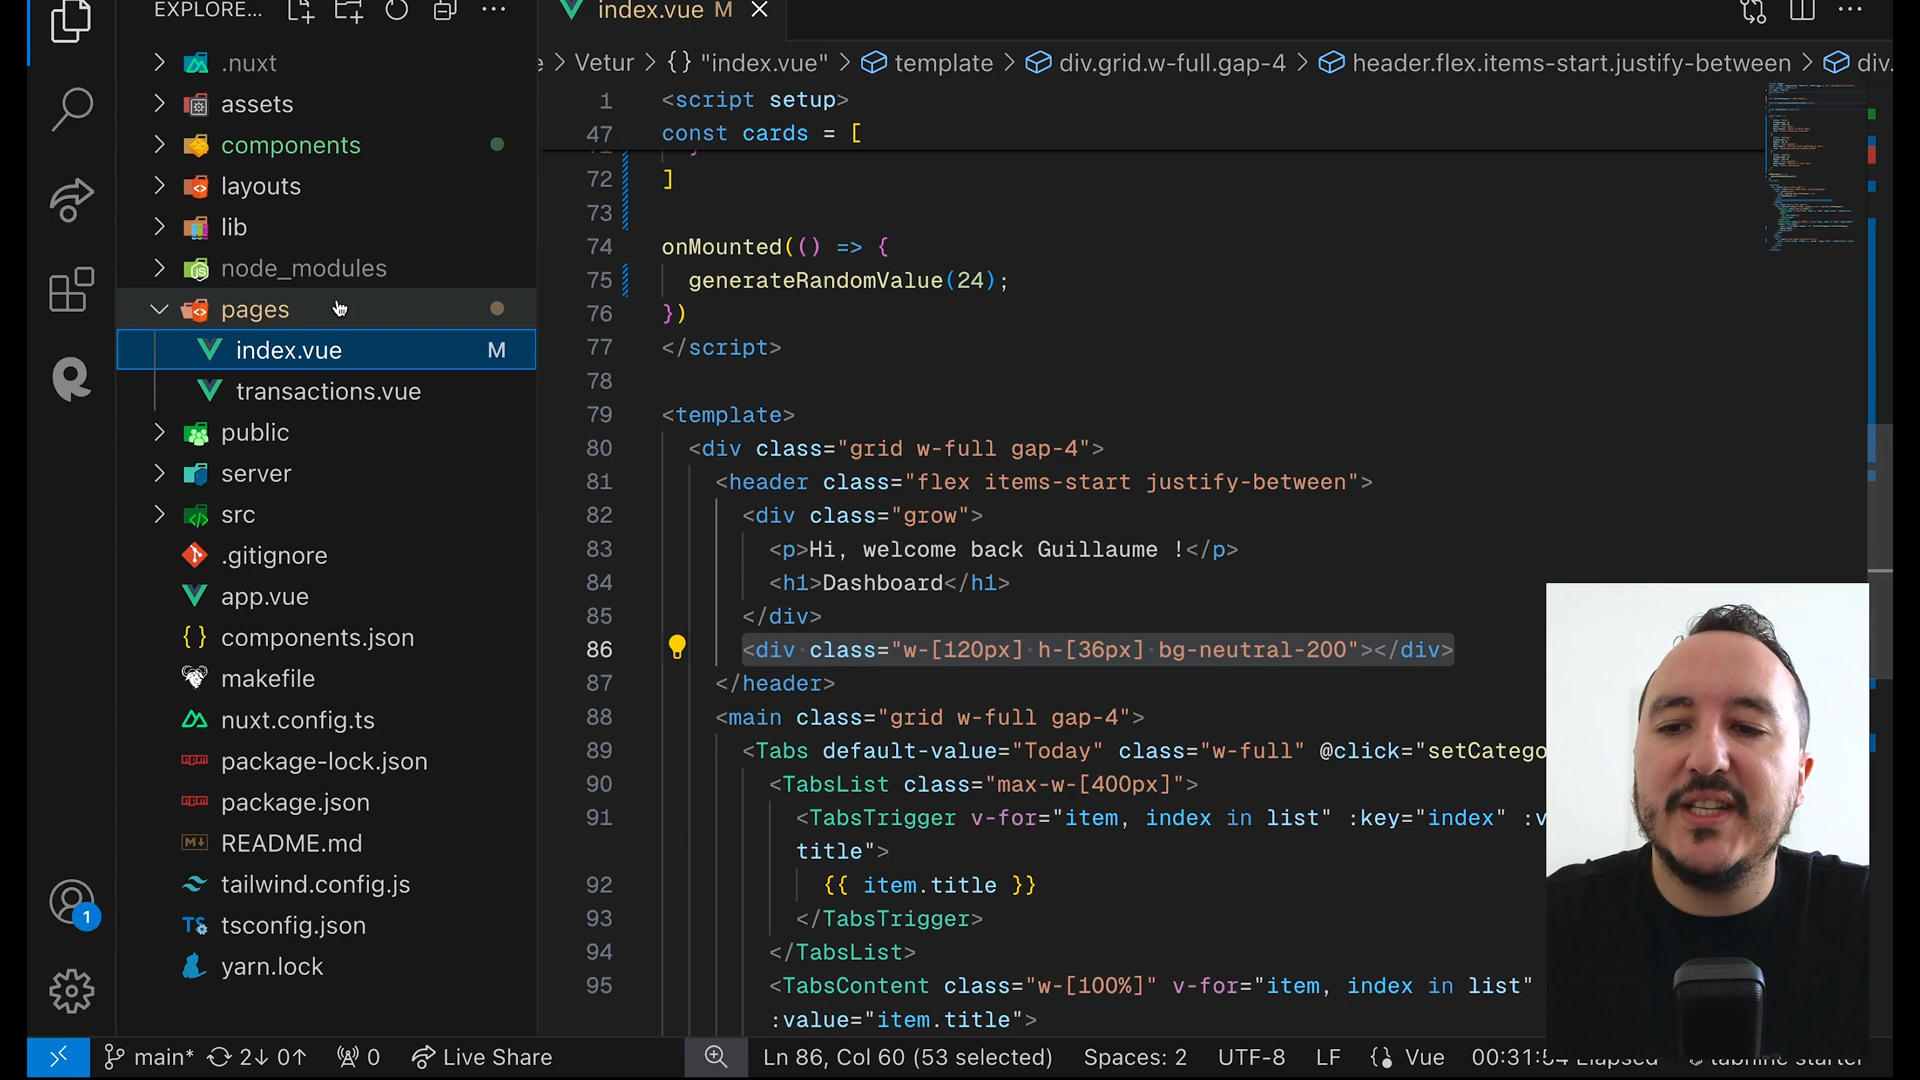 EXPLORE...
index.vue M
e > Vetur > {} "index.vue" > template > div.grid.w-full.gap-4 > header.flex.items-start.justify-between > div.
.nuxt
assets
components
layouts
lib
node_modules
pages
index.vue M
transactions.vue
public
server
src
.gitignore
app.vue
components.json
makefile
nuxt.config.ts
package-lock.json
package.json
README.md
tailwind.config.js
tsconfig.json
yarn.lock
1 <script setup>
47 const cards = [
72 ]
73
74 onMounted(() => {
75 generateRandomValue(24);
76 })
77 </script>
78
79 <template>
80 <div class="grid w-full gap-4">
81 <header class="flex items-start justify-between">
82 <div class="grow">
83 <p>Hi, welcome back Guillaume !</p>
84 <h1>Dashboard</h1>
85 </div>
86 <div class="w-[120px] h-[36px] bg-neutral-200"></div>
87 </header>
88 <main class="grid w-full gap-4">
89 <Tabs default-value="Today" class="w-full" @click="setCatego
90 <TabsList class="max-w-[400px]">
91 <TabsTrigger v-for="item, index in list" :key="index" :v
title">
92 {{ item.title }}
93 </TabsTrigger>
94 </TabsList>
95 <TabsContent class="w-[100%]" v-for="item, index in list"
:value="item.title">
1
main* 2↓ 0↑ 0 Live Share Ln 86, Col 60 (53 selected) Spaces: 2 UTF-8 LF Vue